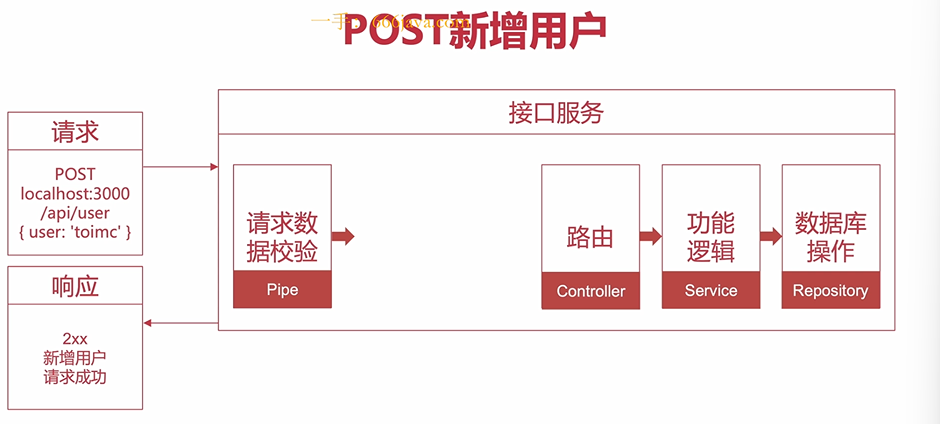 一手：666java.com
POST新增用户
请求
POST
localhost:3000
/api/user
{ user: 'toimc' }
响应
2xx
新增用户
请求成功
接口服务
请求数
据校验
Pipe
路由
Controller
功能
逻辑
Service
数据库
操作
Repository